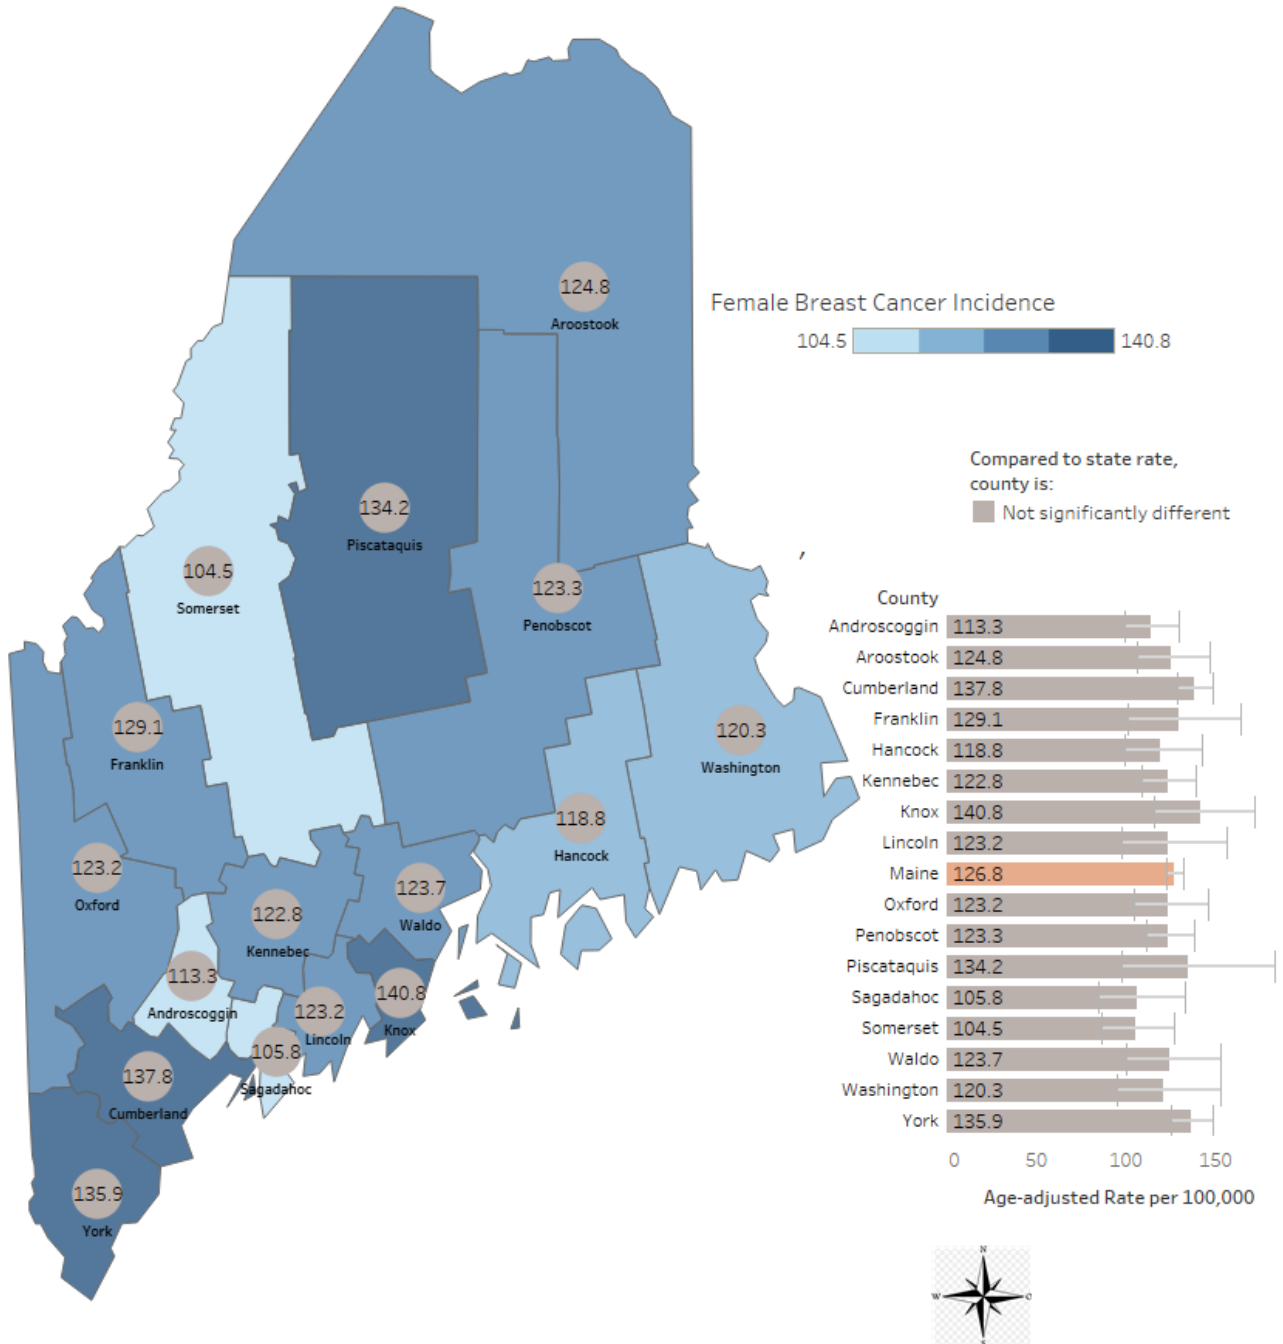 124.8
Aroostook
Female Breast Cancer Incidence
104.5 140.8
Compared to state rate,
county is:
Not significantly different
134.2
Piscataquis
104.5
Somerset
123.3
Penobscot
129.1
Franklin
120.3
Washington
118.8
Hancock
123.2
Oxford
123.7
Waldo
122.8
Kennebec
113.3
Androscoggin
140.8
Knox
123.2
Lincoln
105.8
Sagadahoc
137.8
Cumberland
135.9
York
,
County
Androscoggin 113.3
Aroostook 124.8
Cumberland 137.8
Franklin 129.1
Hancock 118.8
Kennebec 122.8
Knox 140.8
Lincoln 123.2
Maine 126.8
Oxford 123.2
Penobscot 123.3
Piscataquis 134.2
Sagadahoc 105.8
Somerset 104.5
Waldo 123.7
Washington 120.3
York 135.9
0 50 100 150
Age-adjusted Rate per 100,000
N
W O
S